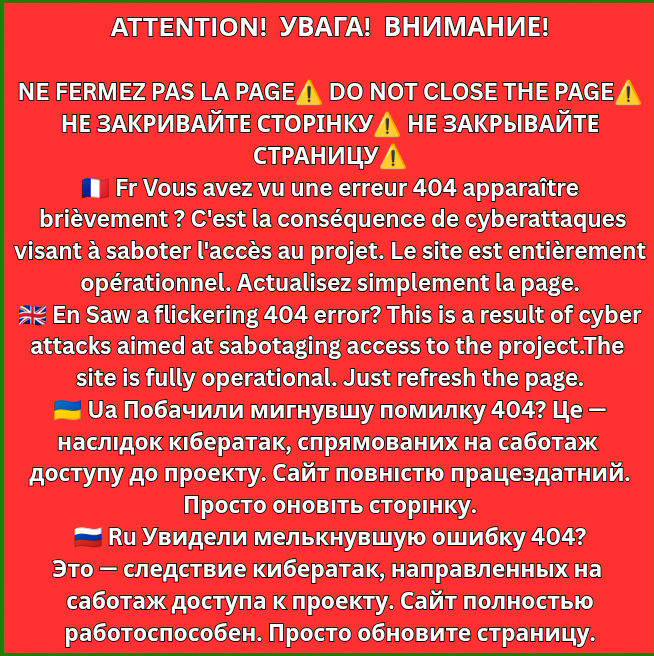 ATTENTION! УВАГА! ВНИМАНИЕ!
NE FERMEZ PAS LA PAGE⚠️ DO NOT CLOSE THE PAGE⚠️
НЕ ЗАКРИВАЙТЕ СТОРІНКУ⚠️ НЕ ЗАКРЫВАЙТЕ
СТРАНИЦУ⚠️
🇫🇷 Fr Vous avez vu une erreur 404 apparaître
brièvement ? C'est la conséquence de cyberattaques
visant à saboter l'accès au projet. Le site est entièrement
opérationnel. Actualisez simplement la page.
🇬🇧 En Saw a flickering 404 error? This is a result of cyber
attacks aimed at sabotaging access to the project.The
site is fully operational. Just refresh the page.
🇺🇦 Ua Побачили мигнувшу помилку 404? Це —
наслідок кібератак, спрямованих на саботаж
доступу до проекту. Сайт повністю працездатний.
Просто оновіть сторінку.
🇷🇺 Ru Увидели мелькнувшую ошибку 404?
Это — следствие кибератак, направленных на
саботаж доступа к проекту. Сайт полностью
работоспособен. Просто обновите страницу.